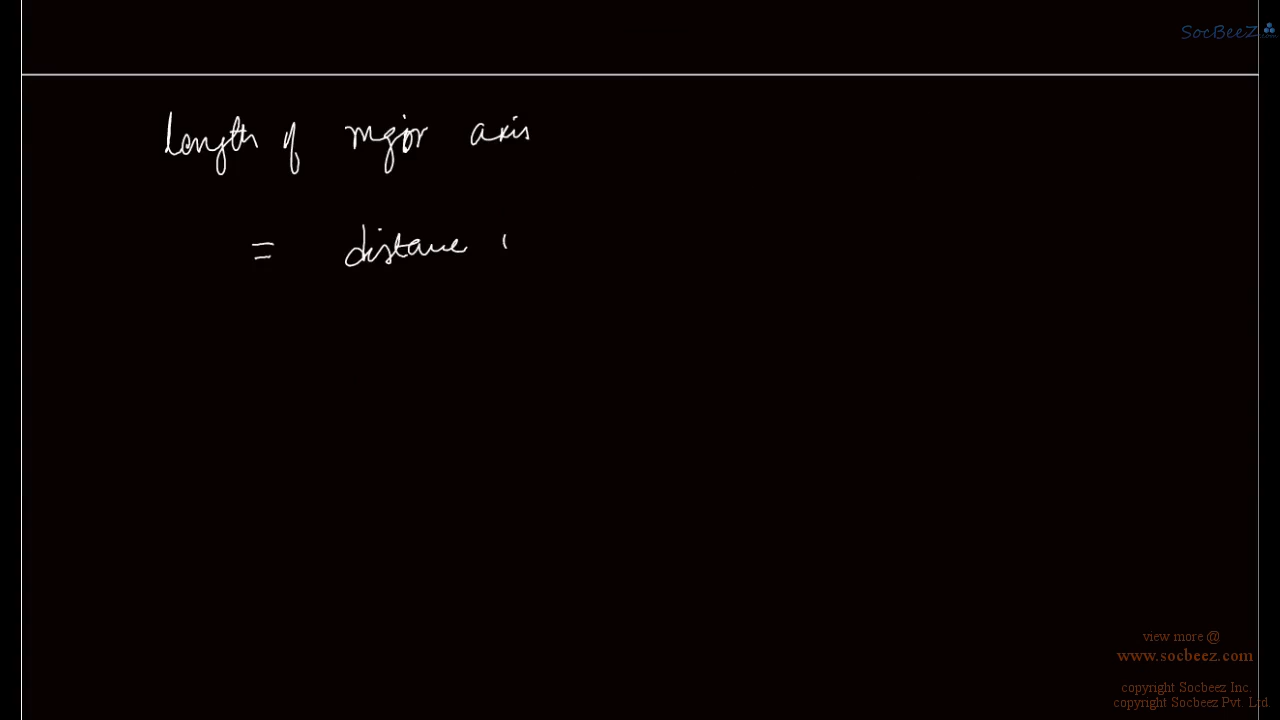 SocBeeZ
Length of major axis
= distance
view more @
www.socbeez.com
copyright Socbeez Inc.
copyright Socbeez Pvt. Ltd.